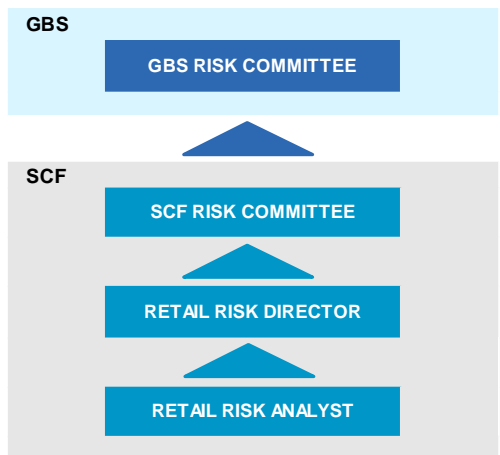 GBS
GBS RISK COMMITTEE
SCF
SCF RISK COMMITTEE
RETAIL RISK DIRECTOR
RETAIL RISK ANALYST